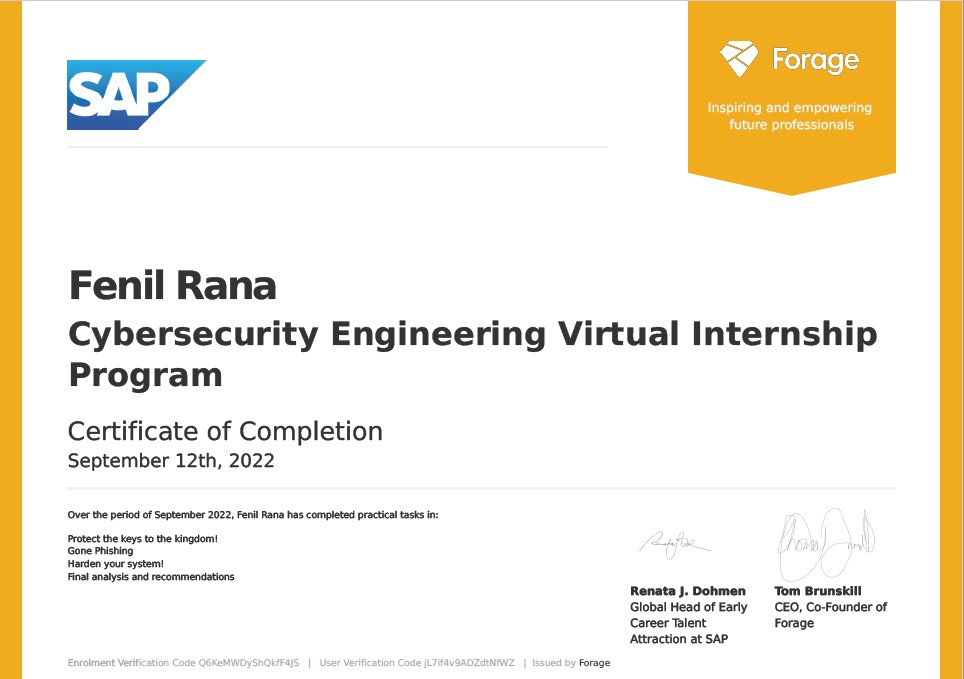 SAP
Forage
Inspiring and empowering
future professionals
Fenil Rana
Cybersecurity Engineering Virtual Internship
Program
Certificate of Completion
September 12th, 2022
Over the period of September 2022, Fenil Rana has completed practical tasks in:
Protect the keys to the kingdom!
Gone Phishing
Harden your system!
Final analysis and recommendations
Renata J. Dohmen
Global Head of Early
Career Talent
Attraction at SAP
Tom Brunskill
CEO, Co-Founder of
Forage
Enrolment Verification Code Q6KeMWDyShQkfF4JS | User Verification Code jL7if4v9ADZdtNfWZ | Issued by Forage